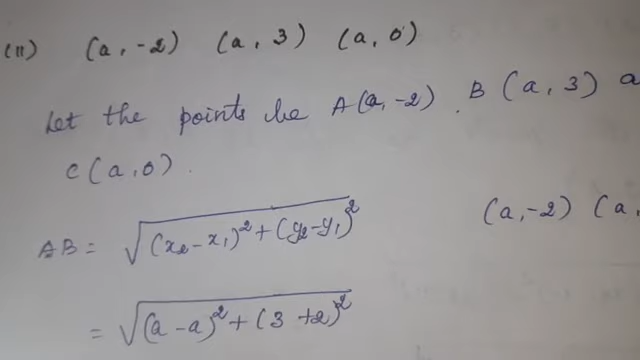 (11) (a, -2) (a, 3) (a, 0)
Let the points be A(a, -2) . B (a, 3) a
C(a, 0).
AB = √(x₂ - x₁)² + (y₂ - y₁)² (a, -2) (a,
= √(a - a)² + (3 + 2)²